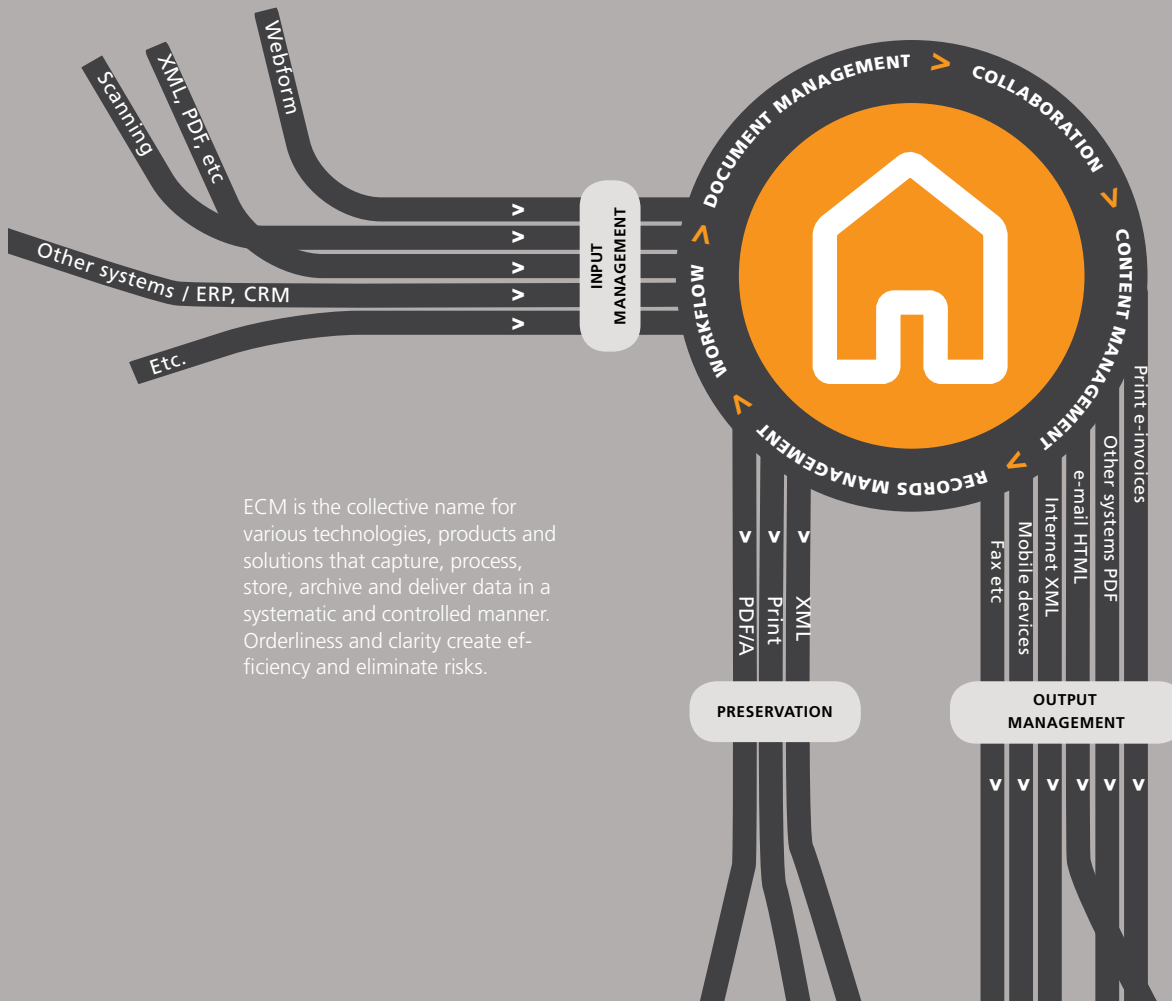 Webform
XML, PDF, etc
Scanning
Other systems / ERP, CRM
Etc.
>
>
>
>
>
INPUT
MANAGEMENT
DOCUMENT MANAGEMENT > COLLABORATION > CONTENT MANAGEMENT > RECORDS MANAGEMENT > WORKFLOW >
ECM is the collective name for
various technologies, products and
solutions that capture, process,
store, archive and deliver data in a
systematic and controlled manner.
Orderliness and clarity create ef-
ficiency and eliminate risks.
> > >
PDF/A
Print
XML
PRESERVATION
Fax etc
Mobile devices
Internet XML
e-mail HTML
Other systems PDF
Print e-invoices
OUTPUT
MANAGEMENT
> > > > > >